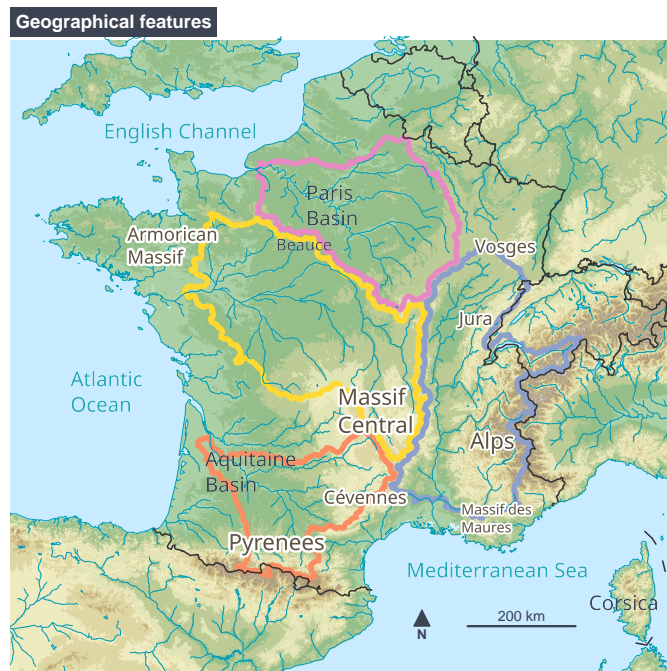 Geographical features
English Channel
Paris
Basin
Armorican
Massif
Beauce
Vosges
Jura
Atlantic
Ocean
Massif
Central
Alps
Aquitaine
Basin
Cévennes
Massif des
Maures
Pyrenees
Mediterranean Sea
Corsica
200 km
N